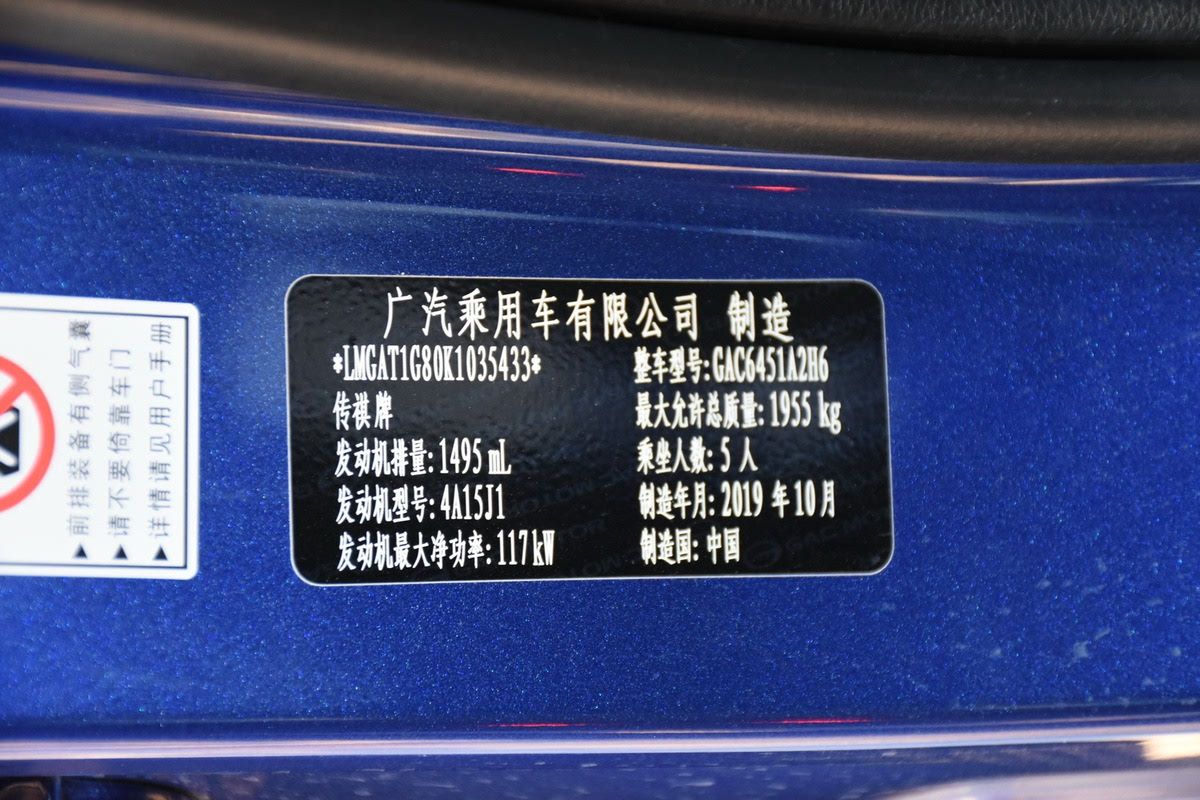 广汽乘用车有限公司 制造
*LMGAT1G80K1035433*
整车型号:GAC6451A2H6
传祺牌
最大允许总质量:1955 kg
发动机排量:1495 mL
乘坐人数:5 人
发动机型号:4A15J1
制造年月:2019 年 10 月
发动机最大净功率:117kW
制造国:中国
▶前排装备有侧气囊
▶请不要倚靠车门
▶详情请见用户手册